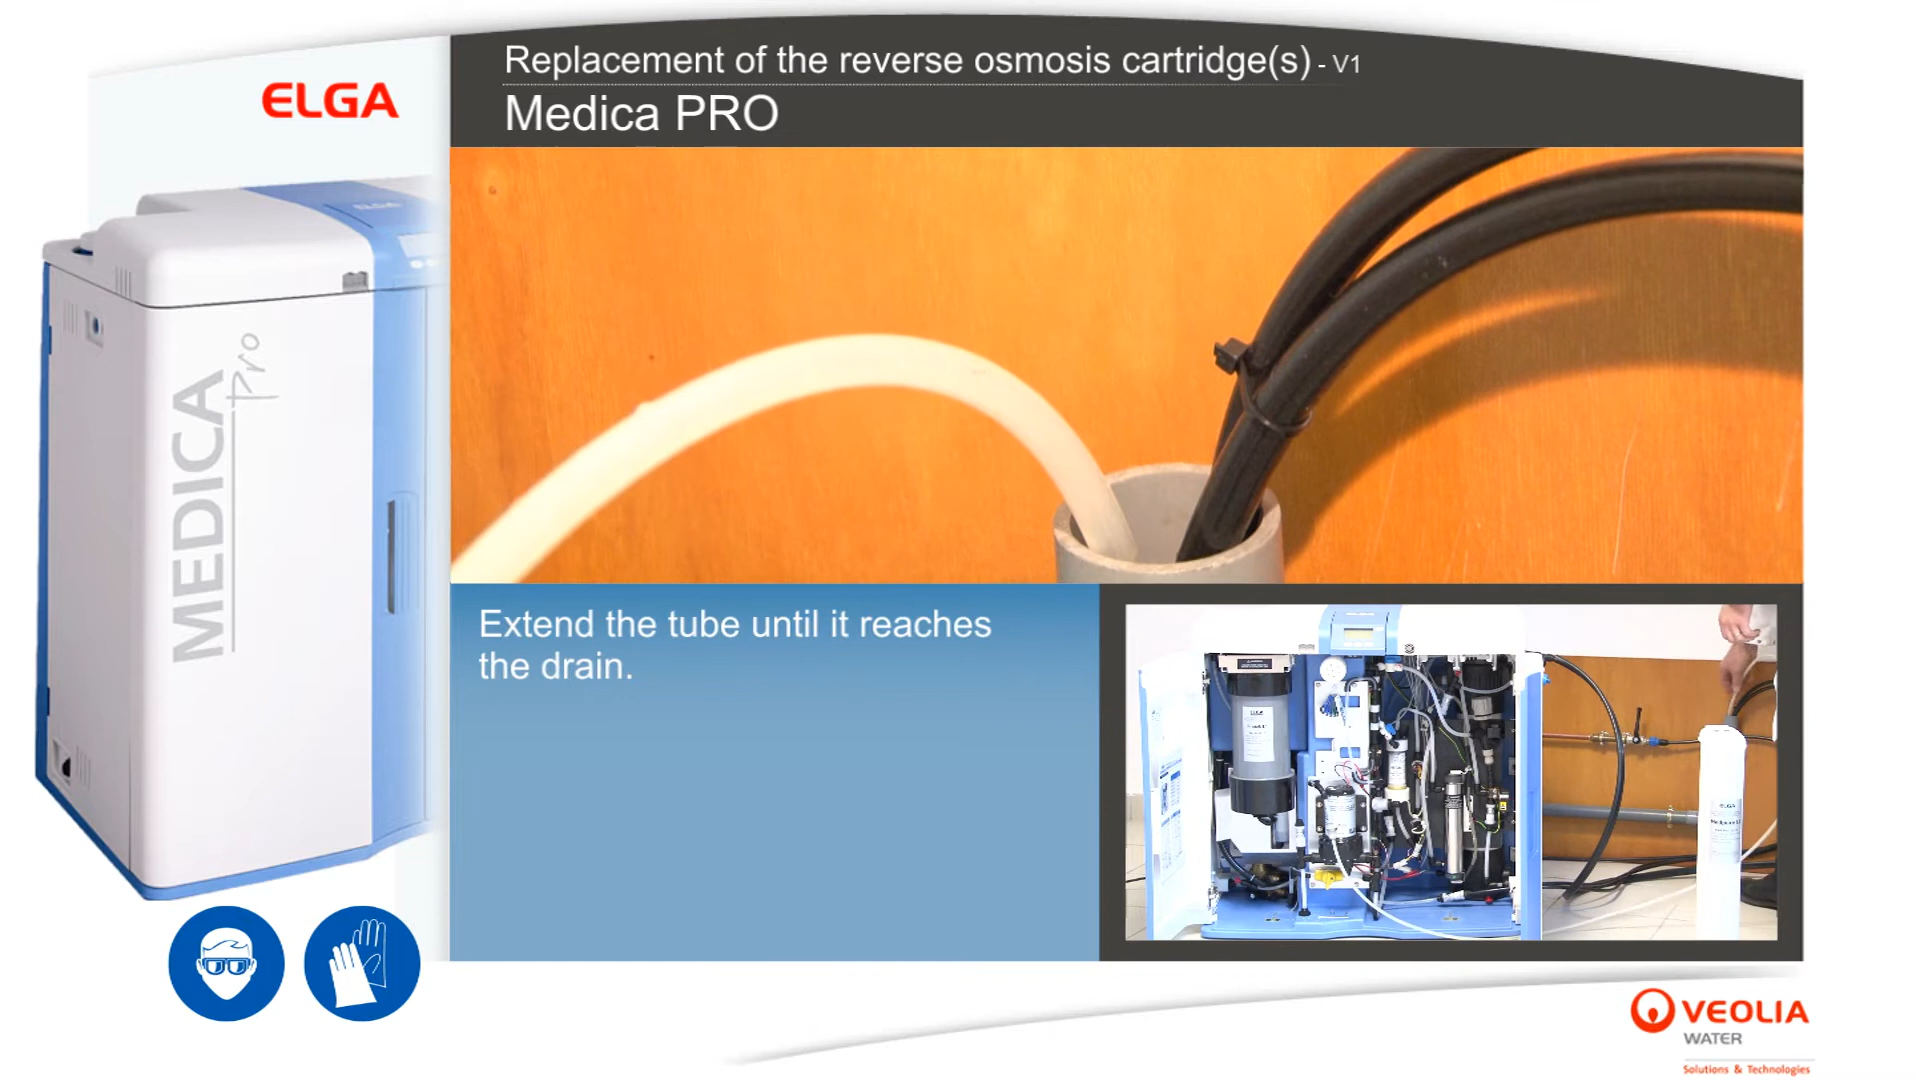 ELGA
Replacement of the reverse osmosis cartridge(s) - V1
Medica PRO
MEDICA
Pro
Extend the tube until it reaches
the drain.
ELGA
VEOLIA
WATER
Solutions & Technologies